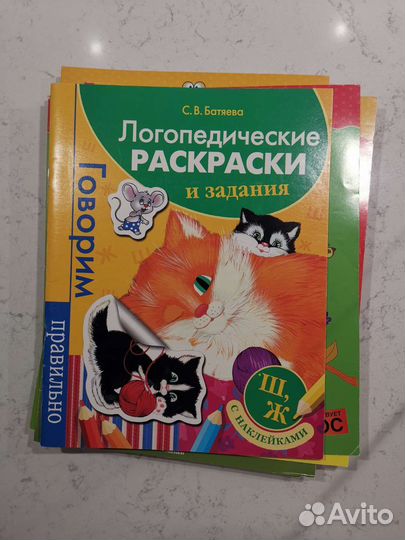 С. В. Батяева
Логопедические
РАСКРАСКИ
и задания
Говорим
правильно
Ш,
Ж
С НАКЛЕЙКАМИ
Avito